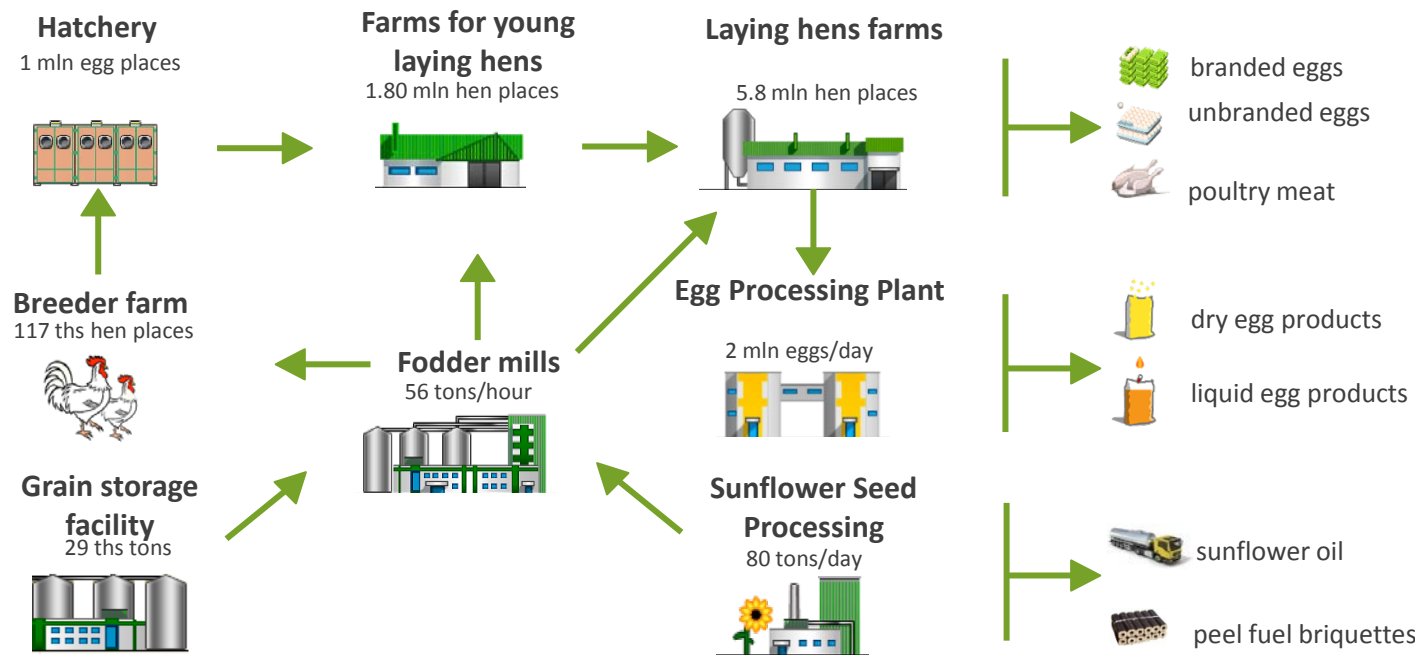 Hatchery
1 mln egg places
Farms for young
laying hens
1.80 mln hen places
Laying hens farms
5.8 mln hen places
branded eggs
unbranded eggs
poultry meat
Breeder farm
117 ths hen places
Fodder mills
56 tons/hour
Egg Processing Plant
2 mln eggs/day
dry egg products
liquid egg products
Grain storage
facility
29 ths tons
Sunflower Seed
Processing
80 tons/day
sunflower oil
peel fuel briquettes